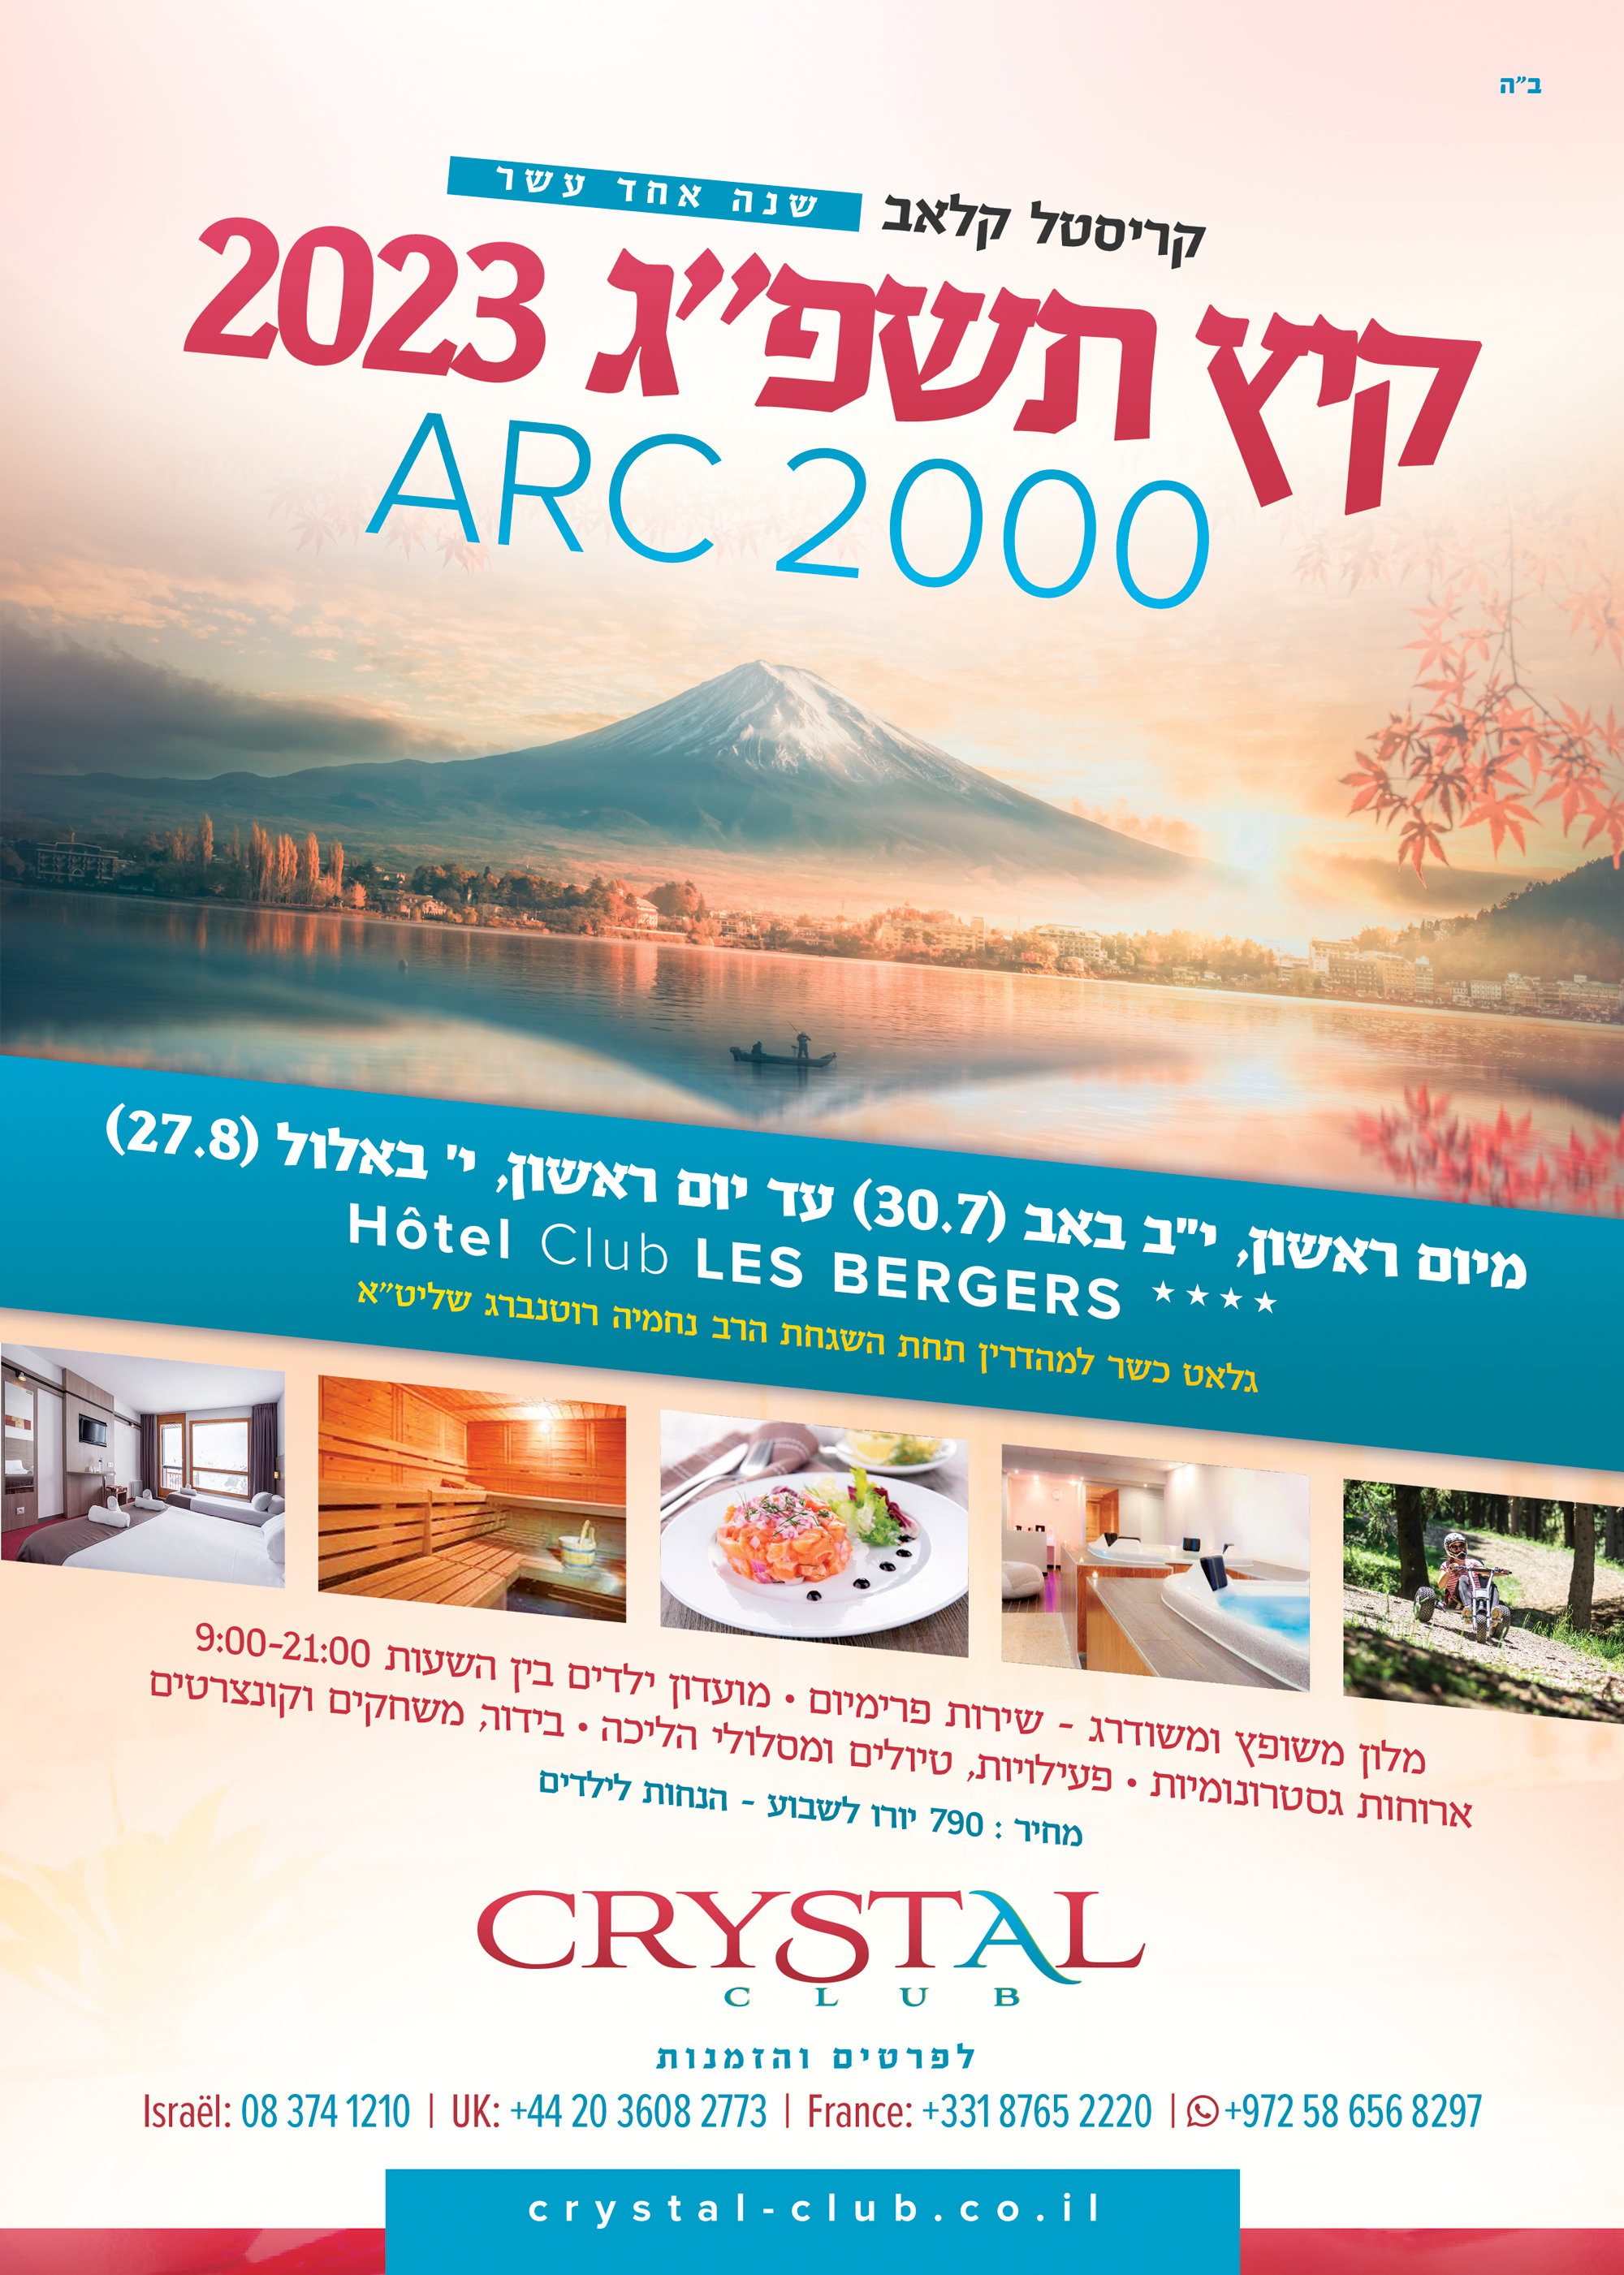 ב״ה
קריסטל קלאב שנה אחד עשר
קיץ תשפ״ג 2023
ARC 2000
מיום ראשון, י"ב באב (30.7) עד יום ראשון, י' באלול (27.8)
Hôtel Club LES BERGERS ★★★★
גלאט כשר למהדרין תחת השגחת הרב נחמיה רוטנברג שליט״א
מלון משופץ ומשודרג - שירות פרימיום • מועדון ילדים בין השעות 9:00-21:00
ארוחות גסטרונומיות • פעילויות, טיולים ומסלולי הליכה • בידור, משחקים וקונצרטים
מחיר : 790 יורו לשבוע - הנחות לילדים
CRYSTAL
CLUB
לפרטים והזמנות
Israël: 08 374 1210 | UK: +44 20 3608 2773 | France: +331 8765 2220 | +972 58 656 8297
crystal-club.co.il